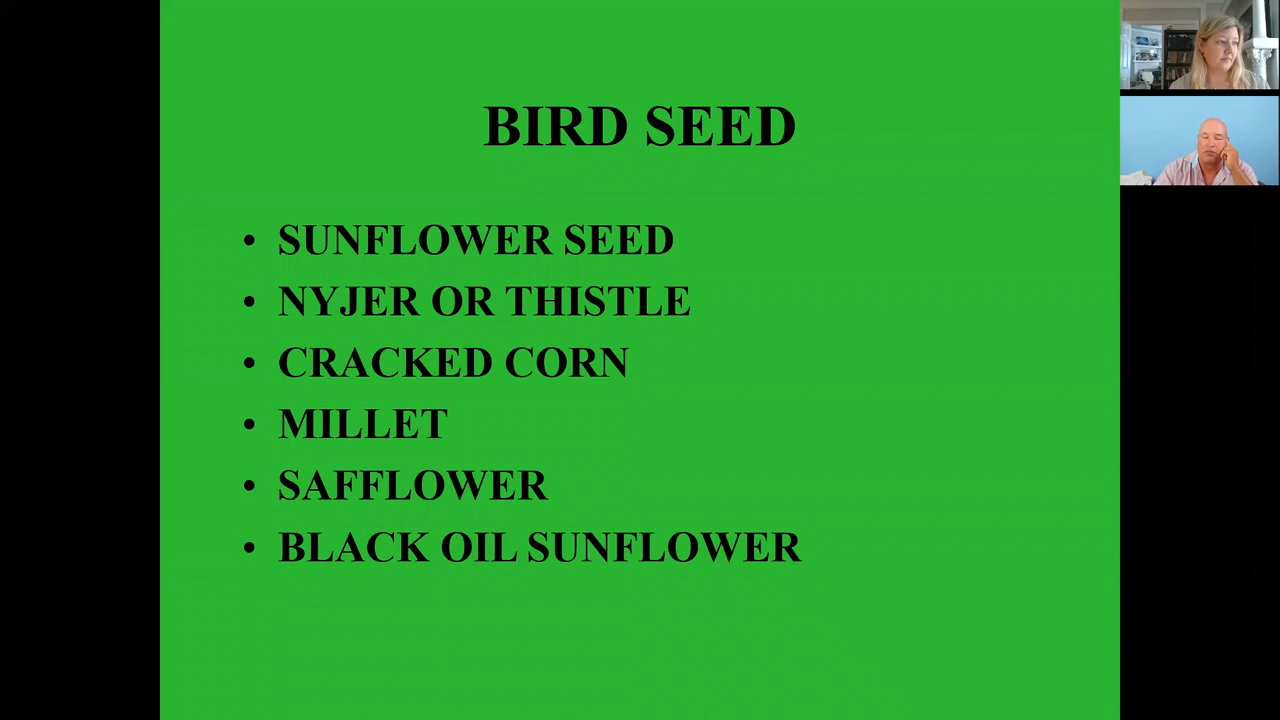 BIRD SEED
• SUNFLOWER SEED
• NYJER OR THISTLE
• CRACKED CORN
• MILLET
• SAFFLOWER
• BLACK OIL SUNFLOWER